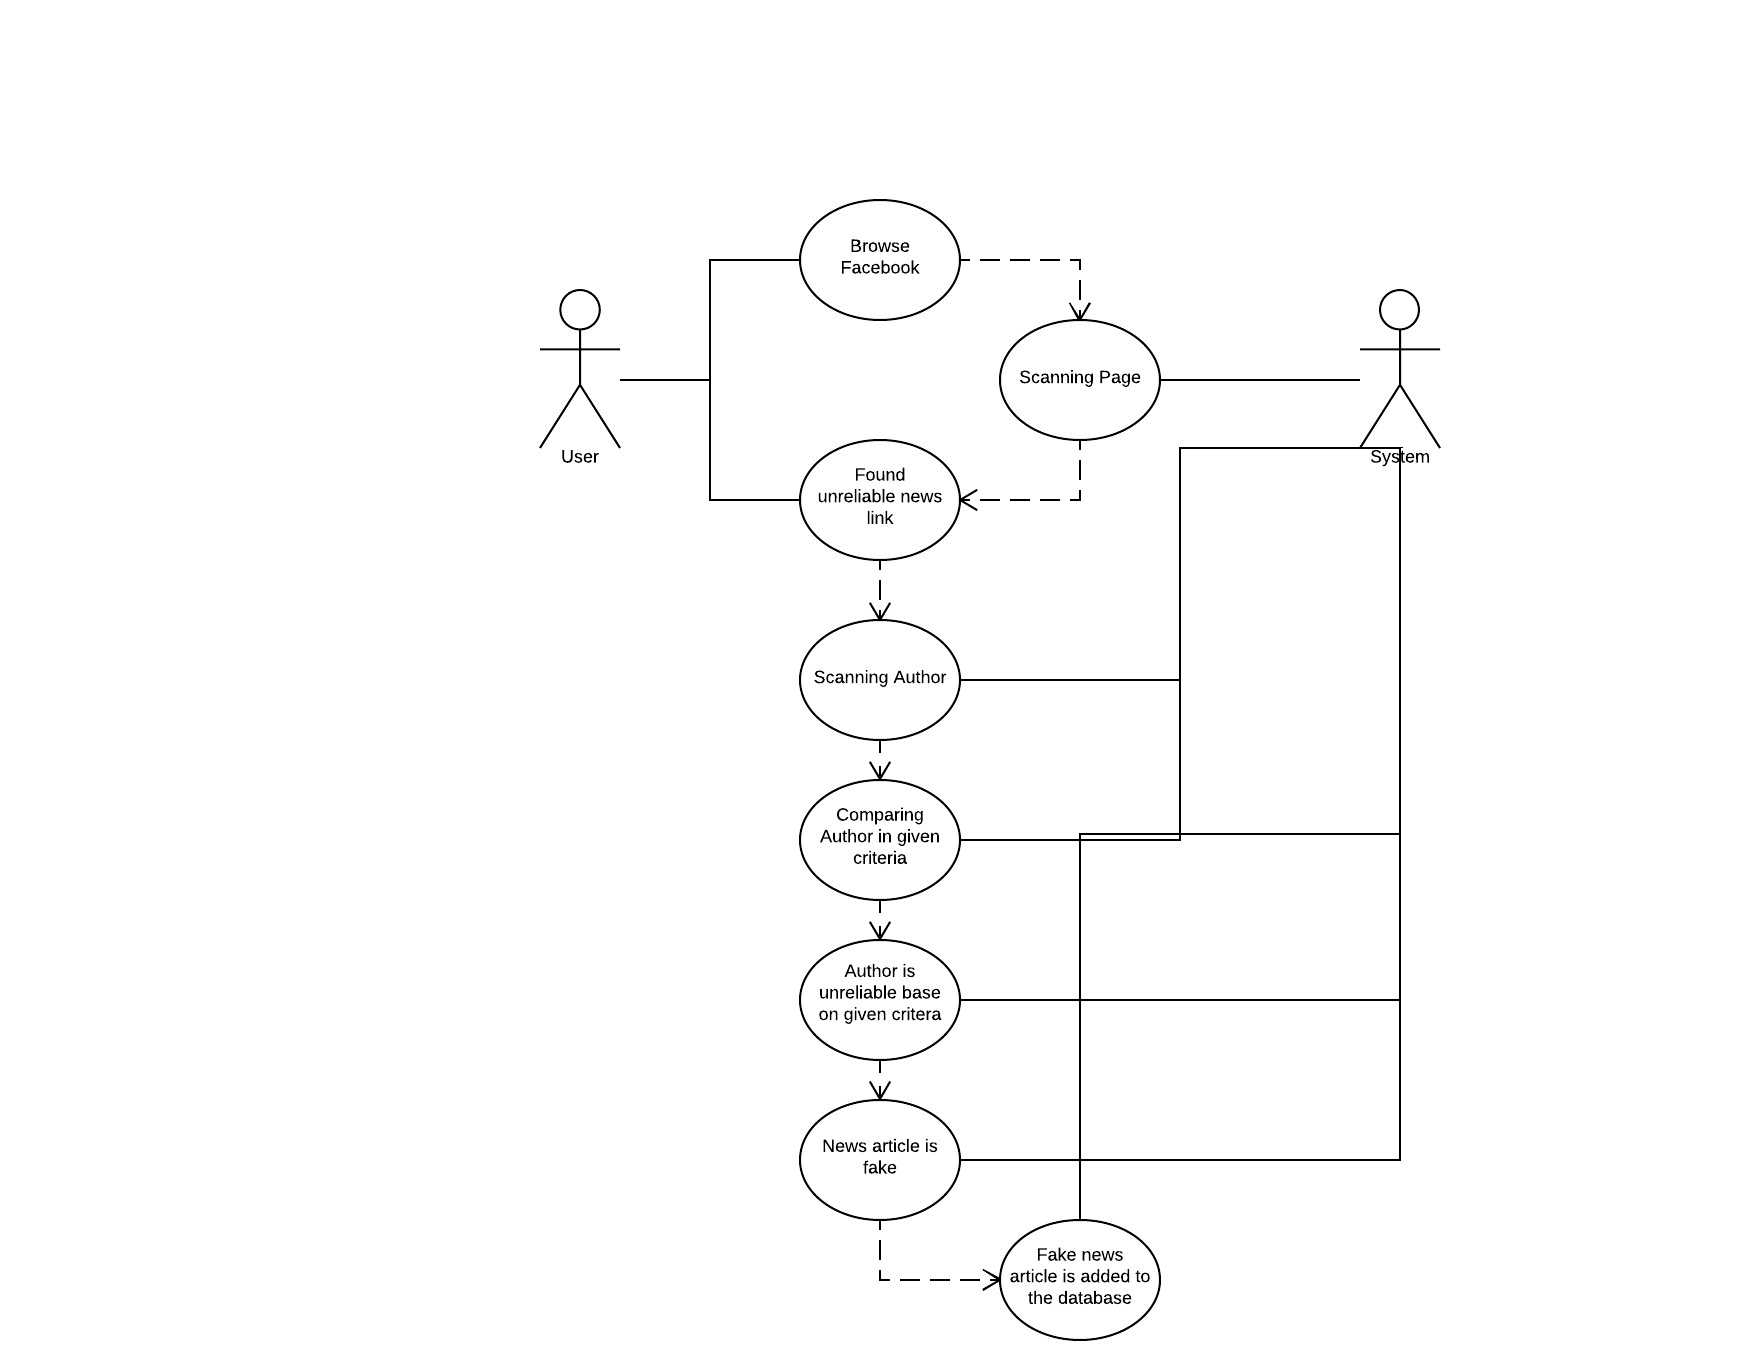 Browse
Facebook
Scanning Page
User
System
Found
unreliable news
link
Scanning Author
Comparing
Author in given
criteria
Author is
unreliable base
on given critera
News article is
fake
Fake news
article is added to
the database